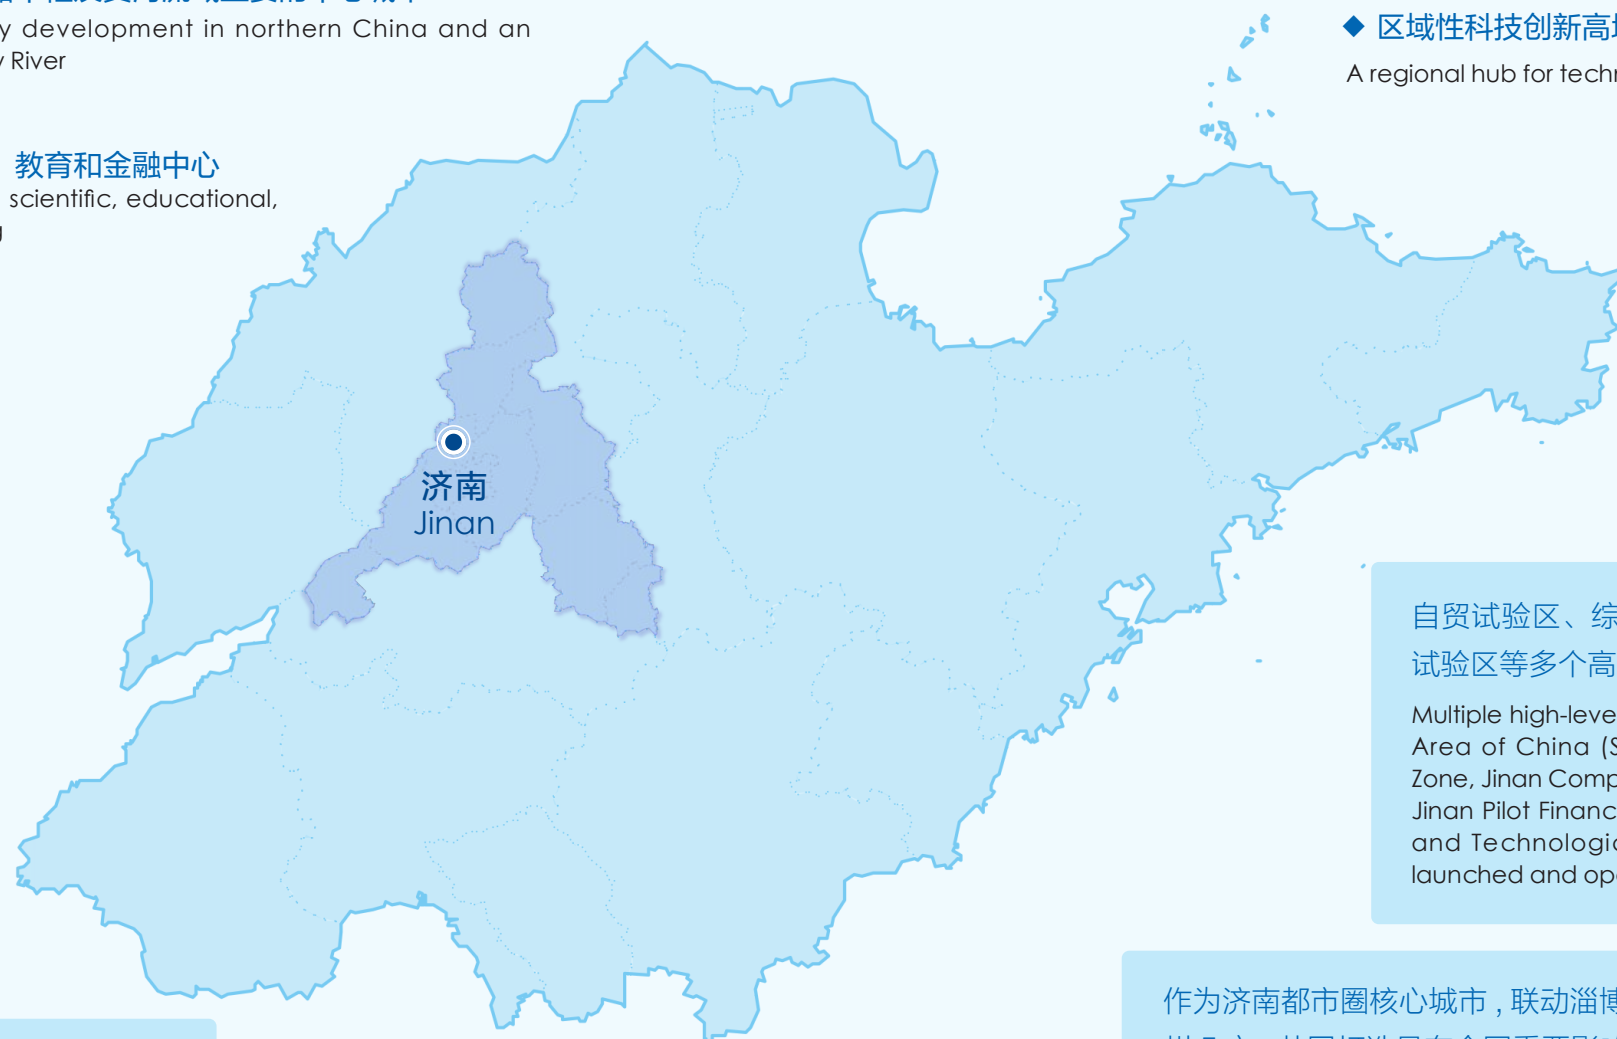 y development in northern China and an
River
教育和金融中心
scientific, educational,
◆ 区域性科技创新高
A regional hub for techn
济南
Jinan
自贸试验区、综
试验区等多个高
Multiple high-leve
Area of China (S
Zone, Jinan Comp
Jinan Pilot Financ
and Technologic
launched and ope
作为济南都市圈核心城市,联动淄博